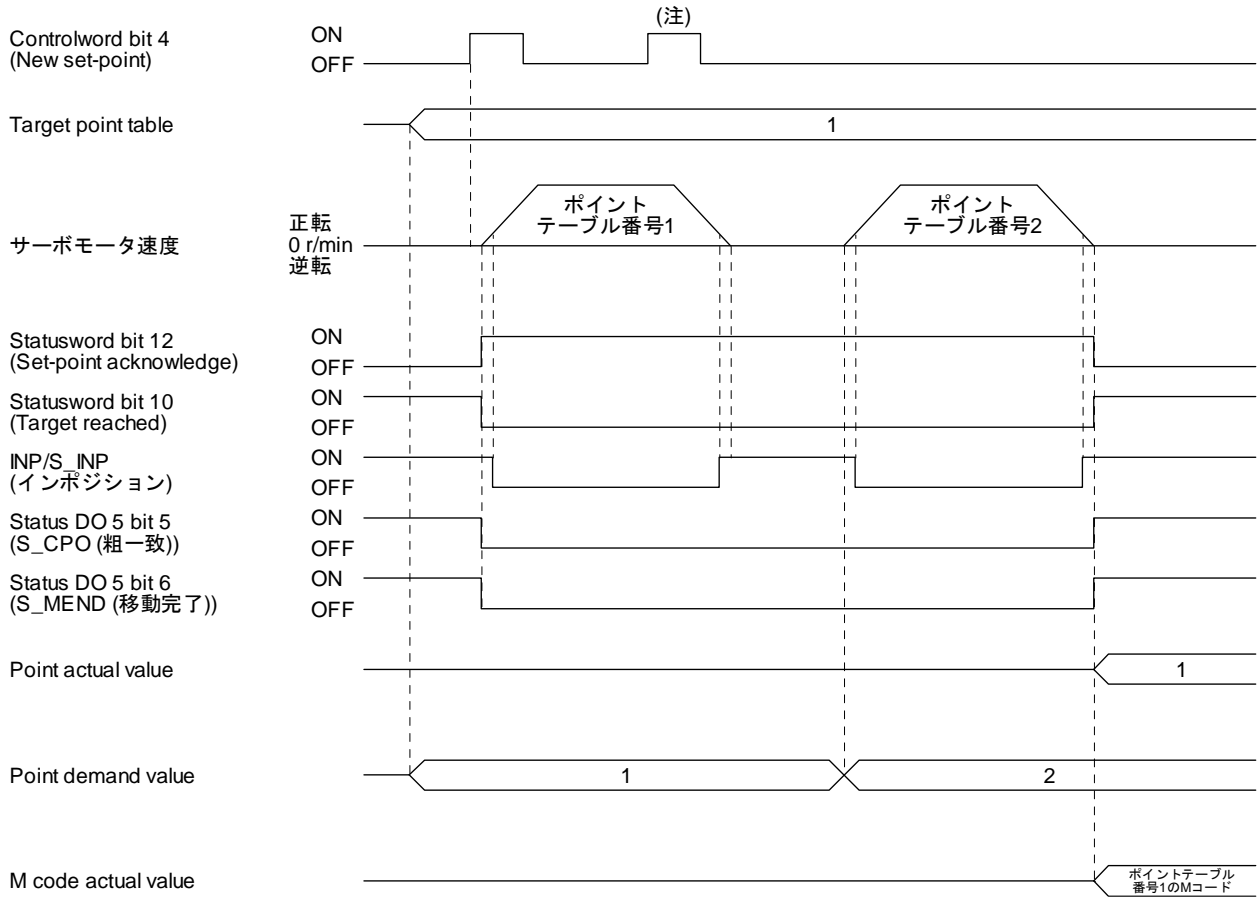 (注)
Controlword bit 4
(New set-point)
ON
OFF
Target point table
1
サーボモータ速度
正転
0 r/min
逆転
ポイント
テーブル番号1
ポイント
テーブル番号2
Statusword bit 12
(Set-point acknowledge)
ON
OFF
Statusword bit 10
(Target reached)
ON
OFF
INP/S_INP
(インポジション)
ON
OFF
Status DO 5 bit 5
(S_CPO (粗一致))
ON
OFF
Status DO 5 bit 6
(S_MEND (移動完了))
ON
OFF
Point actual value
1
Point demand value
1
2
M code actual value
ポイントテーブル
番号1のMコード